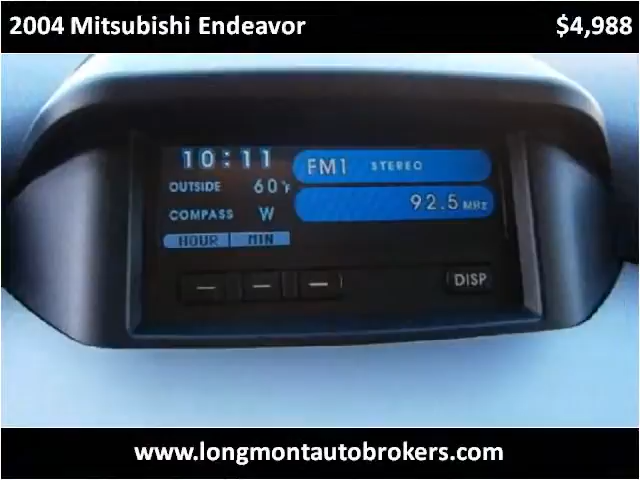 2004 Mitsubishi Endeavor $4,988
10:11 FM1 STEREO
OUTSIDE 60°F
92.5 MHz
COMPASS W
HOUR MIN
DISP
www.longmontautobrokers.com